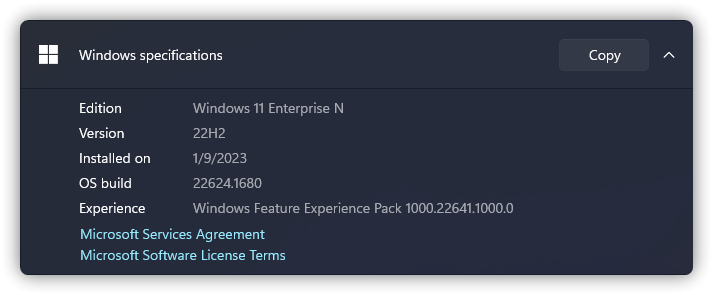 Windows specifications
Copy
Edition Windows 11 Enterprise N
Version 22H2
Installed on 1/9/2023
OS build 22624.1680
Experience Windows Feature Experience Pack 1000.22641.1000.0
Microsoft Services Agreement
Microsoft Software License Terms